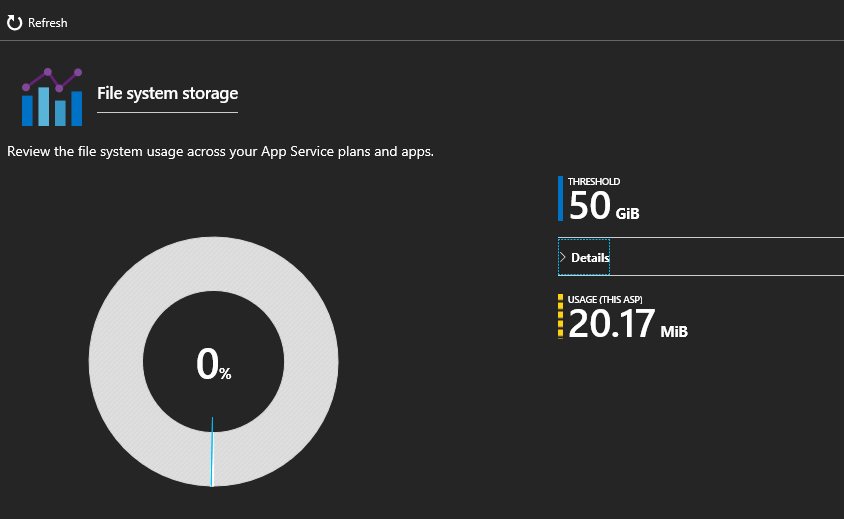 Refresh
File system storage
Review the file system usage across your App Service plans and apps.
THRESHOLD
50 GiB
Details
USAGE (THIS ASP)
20.17 MiB
0%